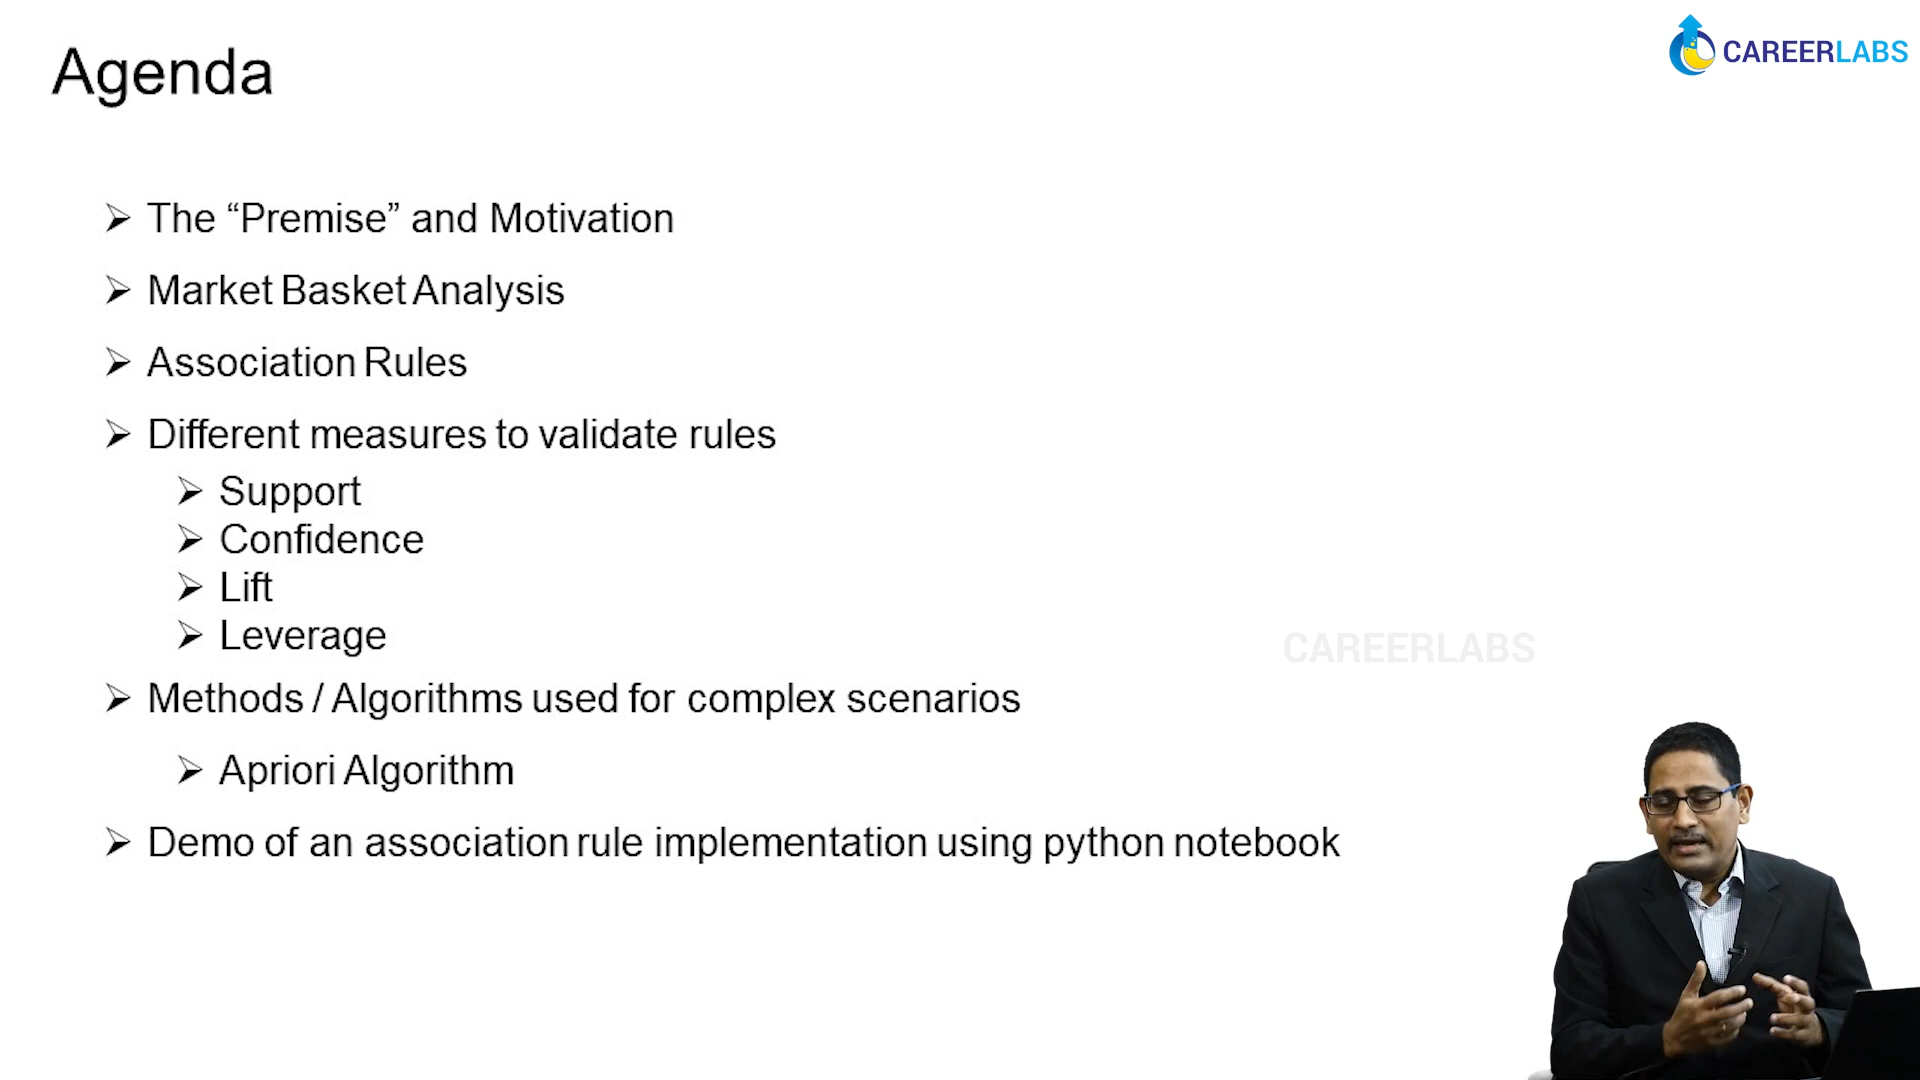 Agenda
CAREERLABS
The “Premise” and Motivation
Market Basket Analysis
Association Rules
Different measures to validate rules
Support
Confidence
Lift
Leverage
CAREERLABS
Methods / Algorithms used for complex scenarios
Apriori Algorithm
Demo of an association rule implementation using python notebook